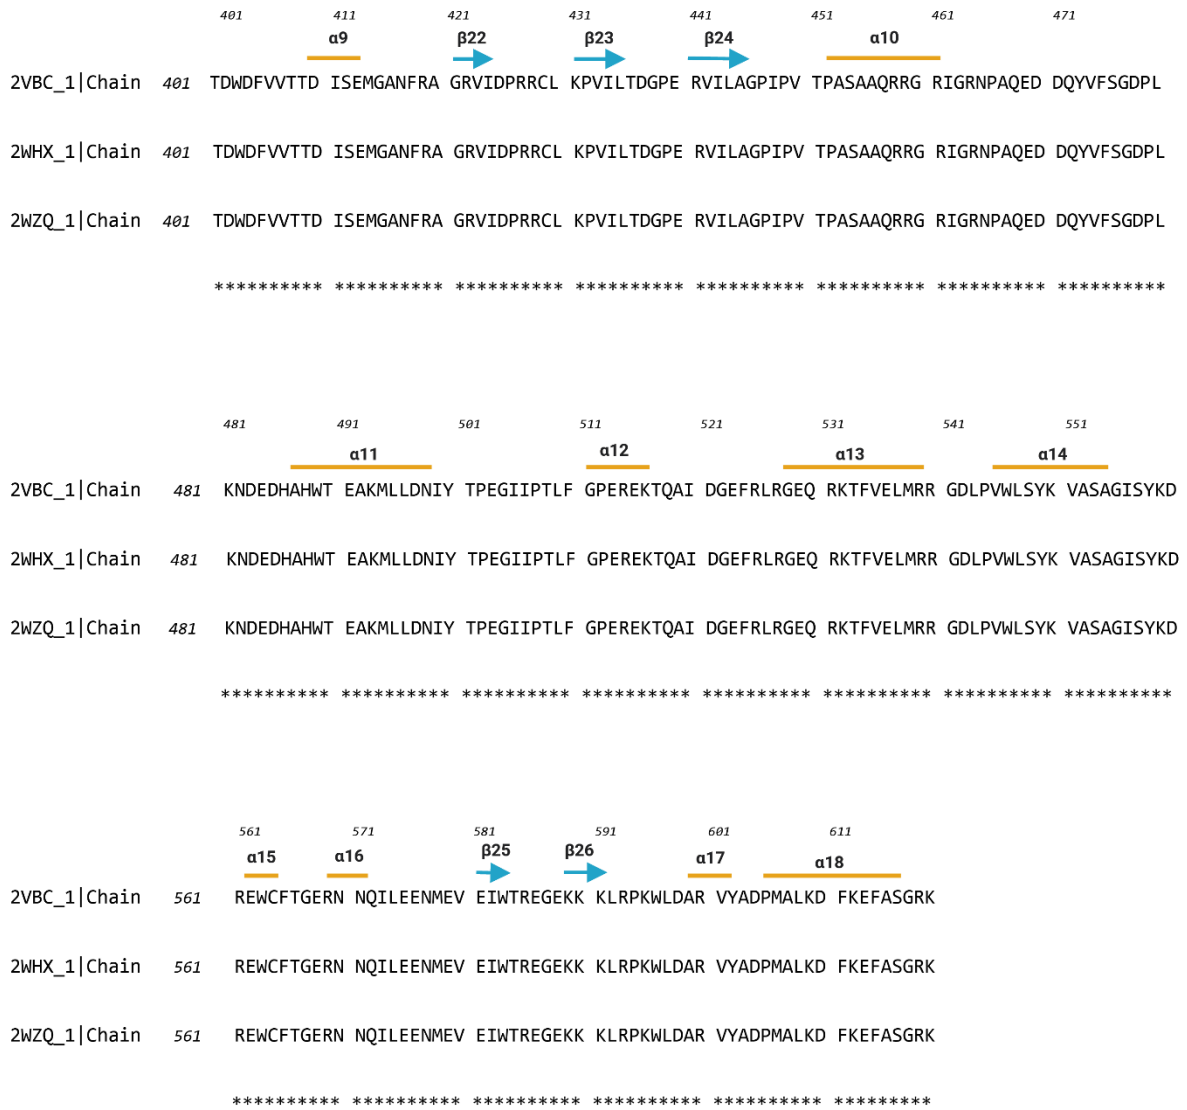 401 411 421 431 441 451 461 471
α9 β22 β23 β24 α10
2VBC_1|Chain 401 TDWDFVVTTD ISEMGANFRA GRVIDPRRCL KPVILTDGPE RVILAGPIPV TPASAAQRRG RIGRNPAQED DQYVFSGDPL
2WHX_1|Chain 401 TDWDFVVTTD ISEMGANFRA GRVIDPRRCL KPVILTDGPE RVILAGPIPV TPASAAQRRG RIGRNPAQED DQYVFSGDPL
2WZQ_1|Chain 401 TDWDFVVTTD ISEMGANFRA GRVIDPRRCL KPVILTDGPE RVILAGPIPV TPASAAQRRG RIGRNPAQED DQYVFSGDPL
********** ********** ********** ********** ********** ********** ********** **********
481 491 501 511 521 531 541 551
α11 α12 α13 α14
2VBC_1|Chain 481 KNDEDHAHWT EAKMLLDNIY TPEGIIPTLF GPEREKTQAI DGEFRLRGEQ RKTFVELMRR GDLPVWLSYK VASAGISYKD
2WHX_1|Chain 481 KNDEDHAHWT EAKMLLDNIY TPEGIIPTLF GPEREKTQAI DGEFRLRGEQ RKTFVELMRR GDLPVWLSYK VASAGISYKD
2WZQ_1|Chain 481 KNDEDHAHWT EAKMLLDNIY TPEGIIPTLF GPEREKTQAI DGEFRLRGEQ RKTFVELMRR GDLPVWLSYK VASAGISYKD
********** ********** ********** ********** ********** ********** ********** **********
561 571 581 591 601 611
α15 α16 β25 β26 α17 α18
2VBC_1|Chain 561 REWCFTGERN NQILEENMEV EIWTREGEKK KLRPKWLDAR VYADPMALKD FKEFASGRK
2WHX_1|Chain 561 REWCFTGERN NQILEENMEV EIWTREGEKK KLRPKWLDAR VYADPMALKD FKEFASGRK
2WZQ_1|Chain 561 REWCFTGERN NQILEENMEV EIWTREGEKK KLRPKWLDAR VYADPMALKD FKEFASGRK
********** ********** ********** ********** ********** *********